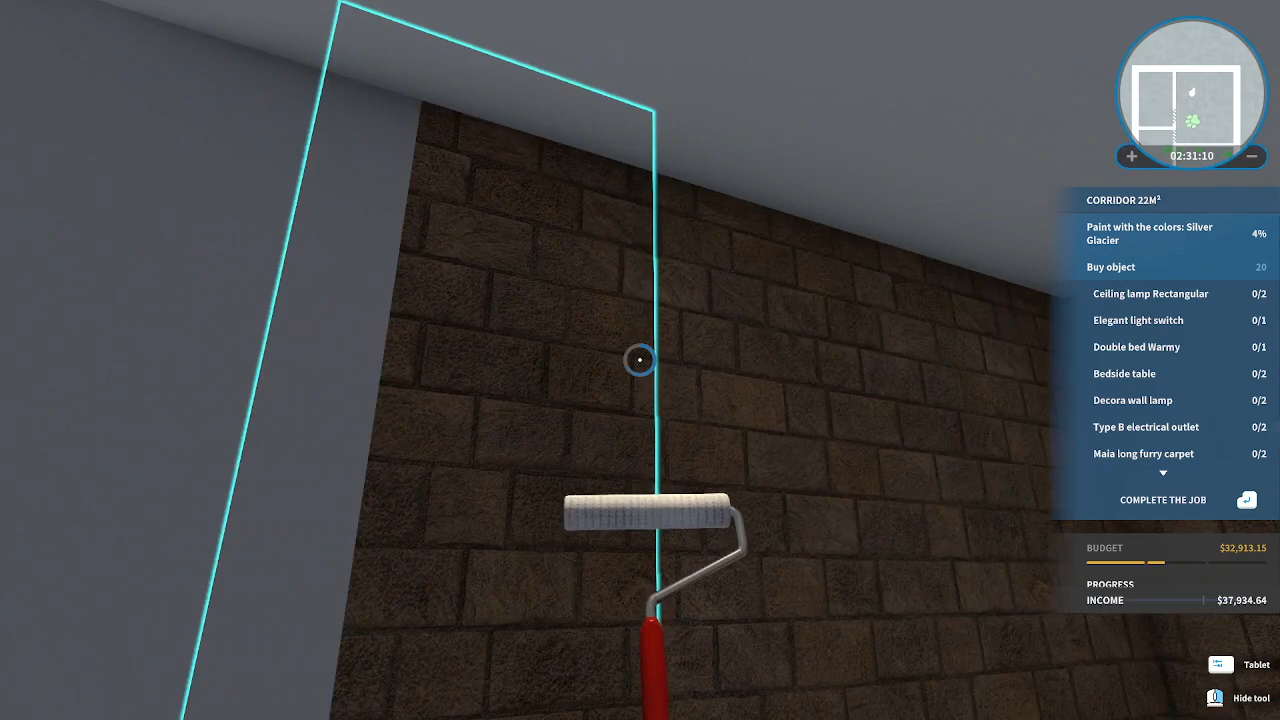 02:31:10
CORRIDOR 22M²
Paint with the colors: Silver
Glacier 4%
Buy object 20
Ceiling lamp Rectangular 0/2
Elegant light switch 0/1
Double bed Warmy 0/1
Bedside table 0/2
Decora wall lamp 0/2
Type B electrical outlet 0/2
Maia long furry carpet 0/2
COMPLETE THE JOB
BUDGET $32,913.15
PROGRESS
INCOME $37,934.64
Tablet
Hide tool